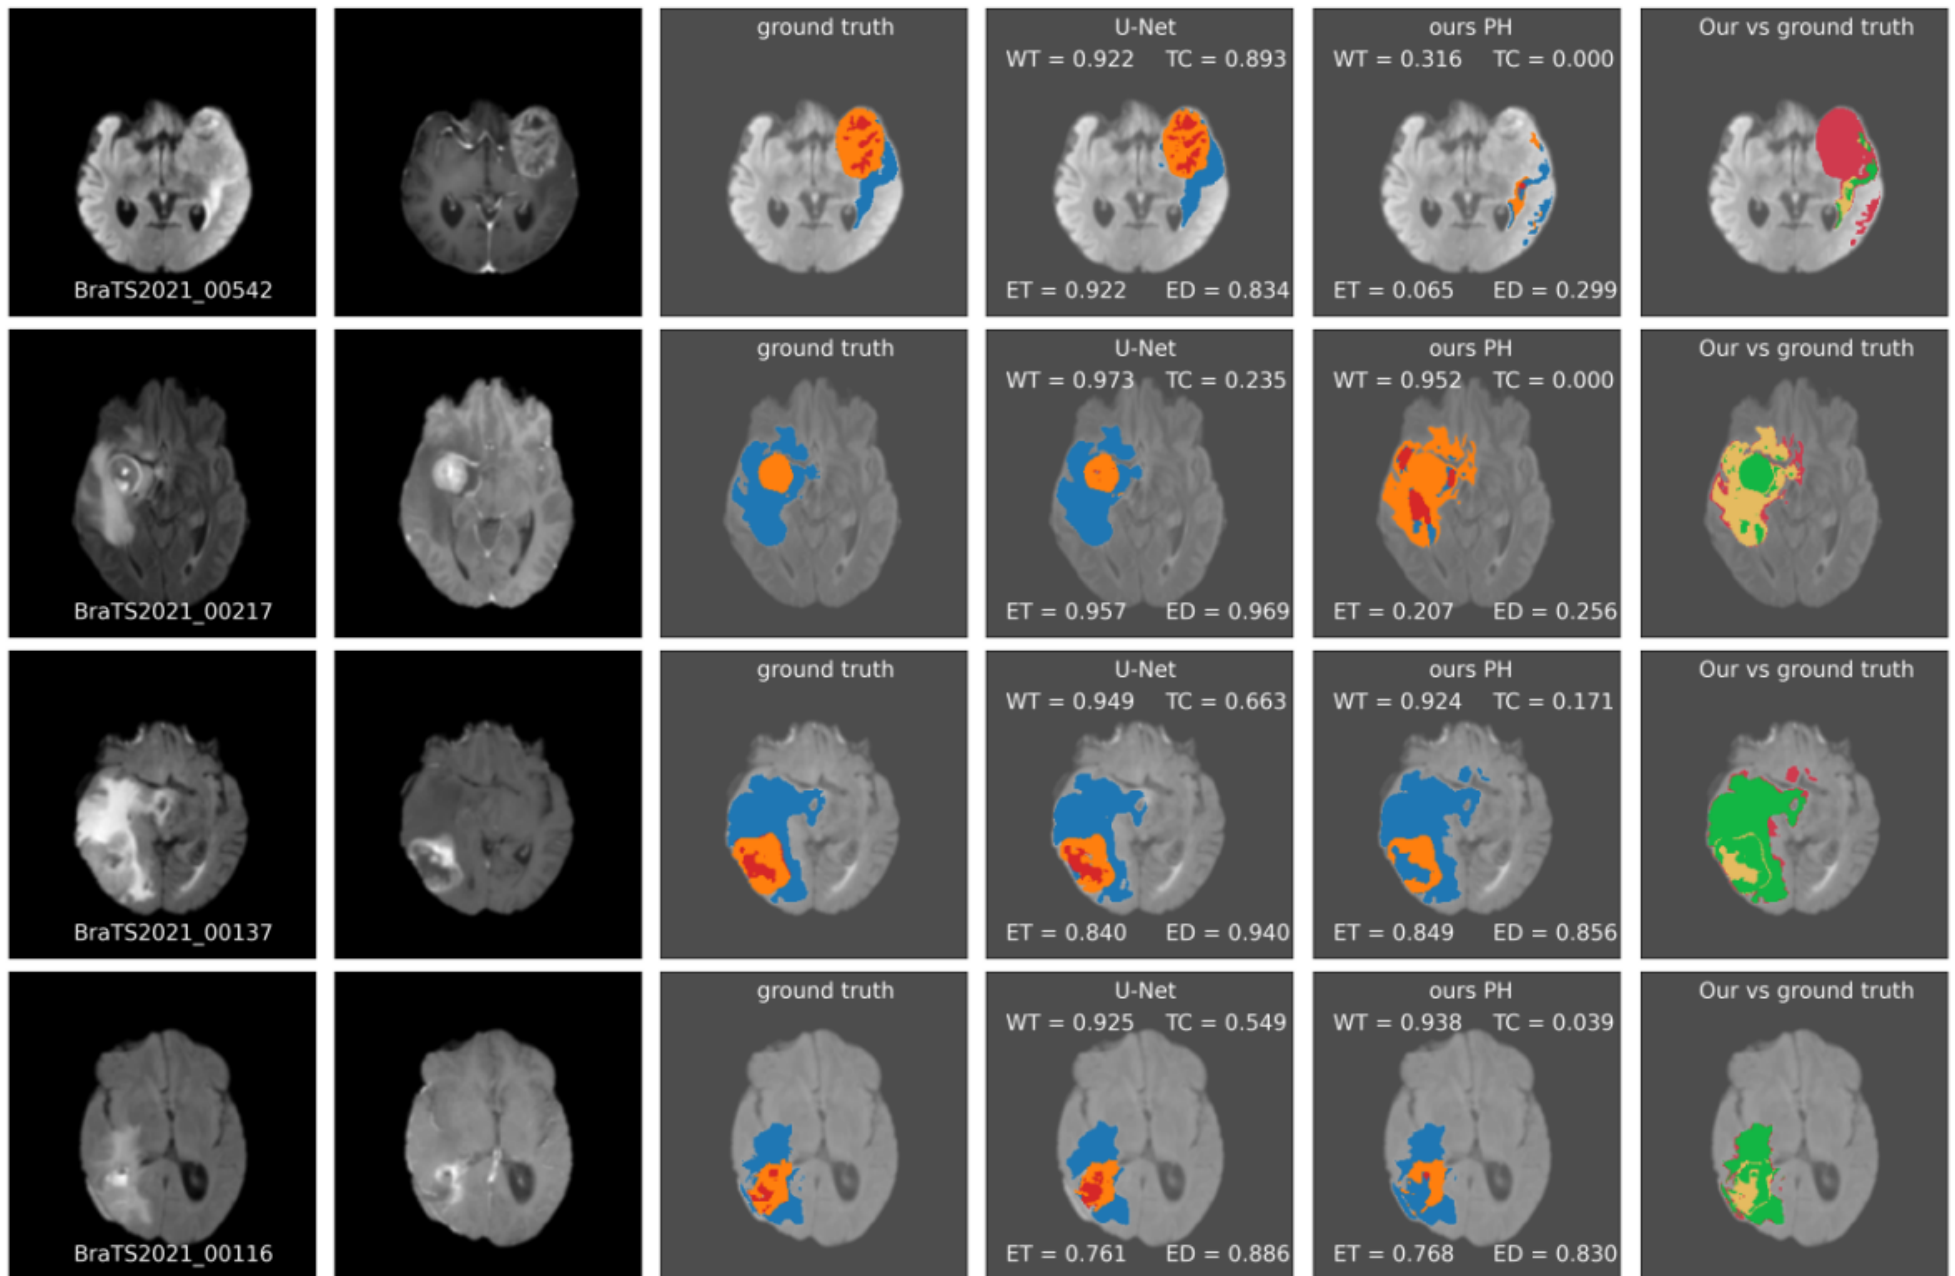 ground truth U-Net ours PH Our vs ground truth
WT = 0.922 TC = 0.893 WT = 0.316 TC = 0.000
BraTS2021_00542 ET = 0.922 ED = 0.834 ET = 0.065 ED = 0.299
ground truth U-Net ours PH Our vs ground truth
WT = 0.973 TC = 0.235 WT = 0.952 TC = 0.000
BraTS2021_00217 ET = 0.957 ED = 0.969 ET = 0.207 ED = 0.256
ground truth U-Net ours PH Our vs ground truth
WT = 0.949 TC = 0.663 WT = 0.924 TC = 0.171
BraTS2021_00137 ET = 0.840 ED = 0.940 ET = 0.849 ED = 0.856
ground truth U-Net ours PH Our vs ground truth
WT = 0.925 TC = 0.549 WT = 0.938 TC = 0.039
BraTS2021_00116 ET = 0.761 ED = 0.886 ET = 0.768 ED = 0.830